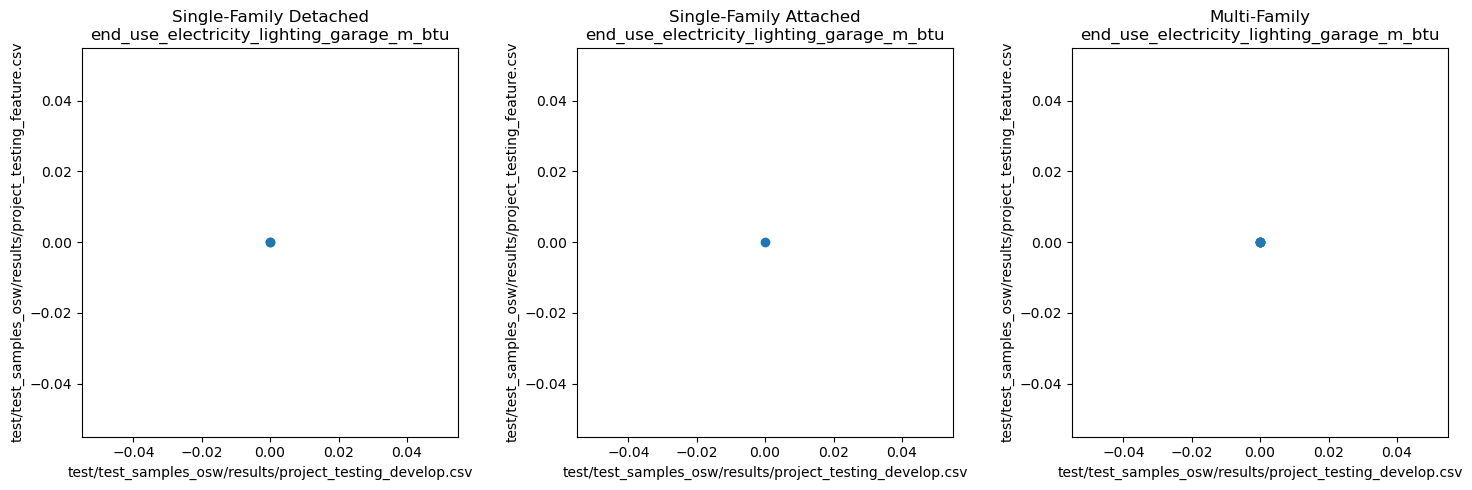 Single-Family Detached
end_use_electricity_lighting_garage_m_btu
test/test_samples_osw/results/project_testing_feature.csv
0.04
0.02
0.00
−0.02
−0.04
−0.04 −0.02 0.00 0.02 0.04
test/test_samples_osw/results/project_testing_develop.csv
Single-Family Attached
end_use_electricity_lighting_garage_m_btu
test/test_samples_osw/results/project_testing_feature.csv
0.04
0.02
0.00
−0.02
−0.04
−0.04 −0.02 0.00 0.02 0.04
test/test_samples_osw/results/project_testing_develop.csv
Multi-Family
end_use_electricity_lighting_garage_m_btu
test/test_samples_osw/results/project_testing_feature.csv
0.04
0.02
0.00
−0.02
−0.04
−0.04 −0.02 0.00 0.02 0.04
test/test_samples_osw/results/project_testing_develop.csv